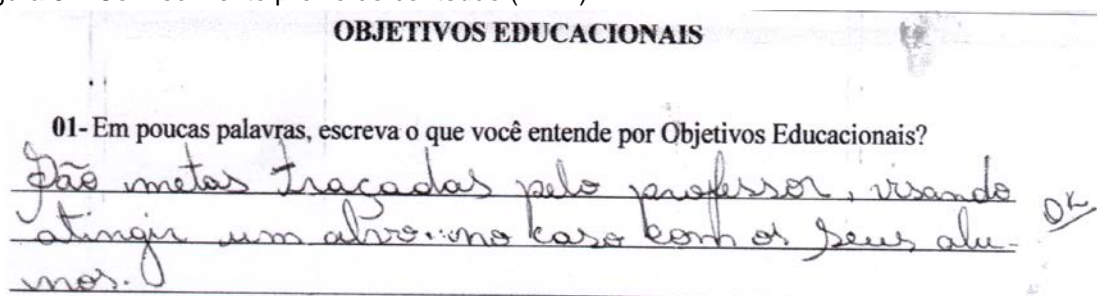 OBJETIVOS EDUCACIONAIS
01- Em poucas palavras, escreva o que você entende por Objetivos Educacionais?
São metas traçadas pelo professor, visando
atingir um alvo... no caso com os seus alu-
nos.
OK